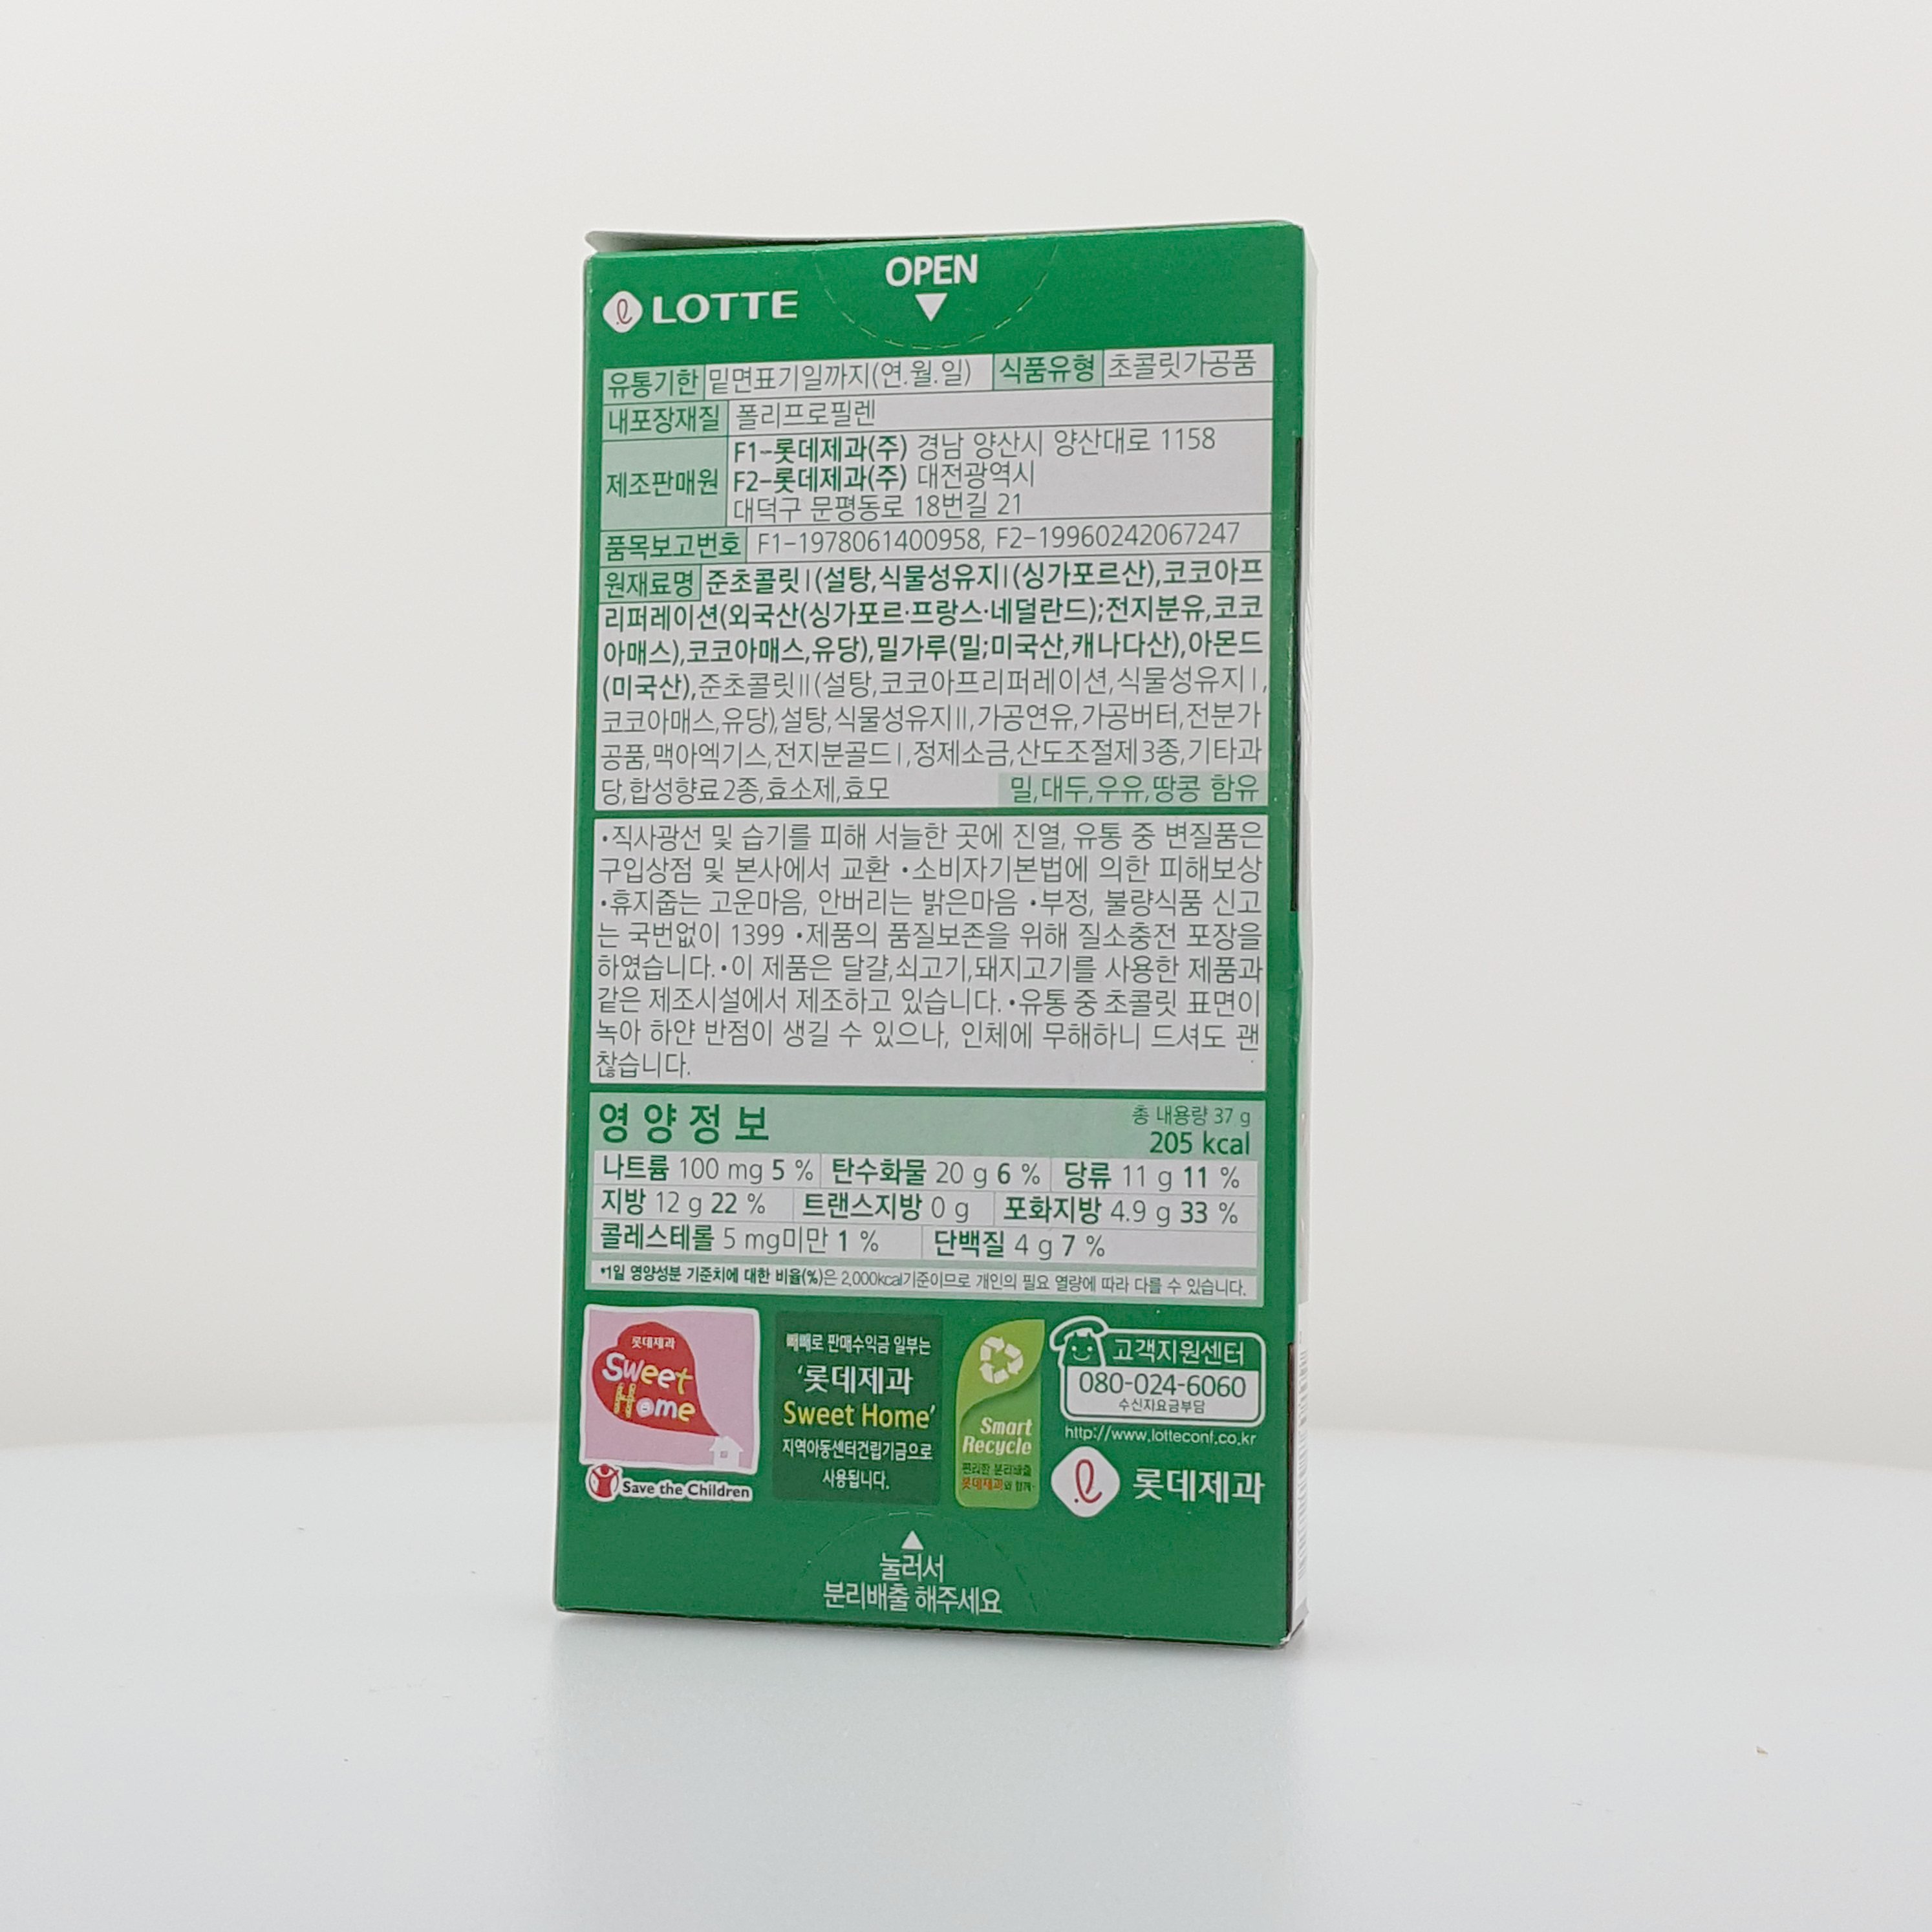 LOTTE
OPEN
유통기한 밑면표기일까지(연.월.일) 식품유형 초콜릿가공품
내포장재질 폴리프로필렌
제조판매원 F1-롯데제과(주) 경남 양산시 양산대로 1158
F2-롯데제과(주) 대전광역시
대덕구 문평동로 18번길 21
품목보고번호 F1-1978061400958, F2-19960242067247
원재료명 준초콜릿Ⅰ(설탕,식물성유지Ⅰ(싱가포르산),코코아프
리퍼레이션(외국산(싱가포르·프랑스·네덜란드);전지분유,코코
아매스),코코아매스,유당),밀가루(밀;미국산,캐나다산),아몬드
(미국산),준초콜릿Ⅱ(설탕,코코아프리퍼레이션,식물성유지Ⅰ,
코코아매스,유당),설탕,식물성유지Ⅱ,가공연유,가공버터,전분가
공품,맥아엑기스,전지분골드Ⅰ,정제소금,산도조절제3종,기타과
당,합성향료2종,효소제,효모 밀,대두,우유,땅콩 함유
•직사광선 및 습기를 피해 서늘한 곳에 진열, 유통 중 변질품은
구입상점 및 본사에서 교환 •소비자기본법에 의한 피해보상
•휴지줍는 고운마음, 안버리는 밝은마음 •부정, 불량식품 신고
는 국번없이 1399 •제품의 품질보존을 위해 질소충전 포장을
하였습니다.•이 제품은 달걀,쇠고기,돼지고기를 사용한 제품과
같은 제조시설에서 제조하고 있습니다.•유통 중 초콜릿 표면이
녹아 하얀 반점이 생길 수 있으나, 인체에 무해하니 드셔도 괜
찮습니다.
영양정보 총 내용량 37 g
205 kcal
나트륨 100 mg 5 % 탄수화물 20 g 6 % 당류 11 g 11 %
지방 12 g 22 % 트랜스지방 0 g 포화지방 4.9 g 33 %
콜레스테롤 5 mg미만 1 % 단백질 4 g 7 %
*1일 영양성분 기준치에 대한 비율(%)은 2,000kcal기준이므로 개인의 필요 열량에 따라 다를 수 있습니다.
롯데제과
Sweet
Home
Save the Children
빼빼로 판매수익금 일부는
'롯데제과
Sweet Home'
지역아동센터건립기금으로
사용됩니다.
Smart
Recycle
편리한 분리배출
롯데제과와 함께
고객지원센터
080-024-6060
수신자요금부담
http://www.lotteconf.co.kr
롯데제과
눌러서
분리배출 해주세요